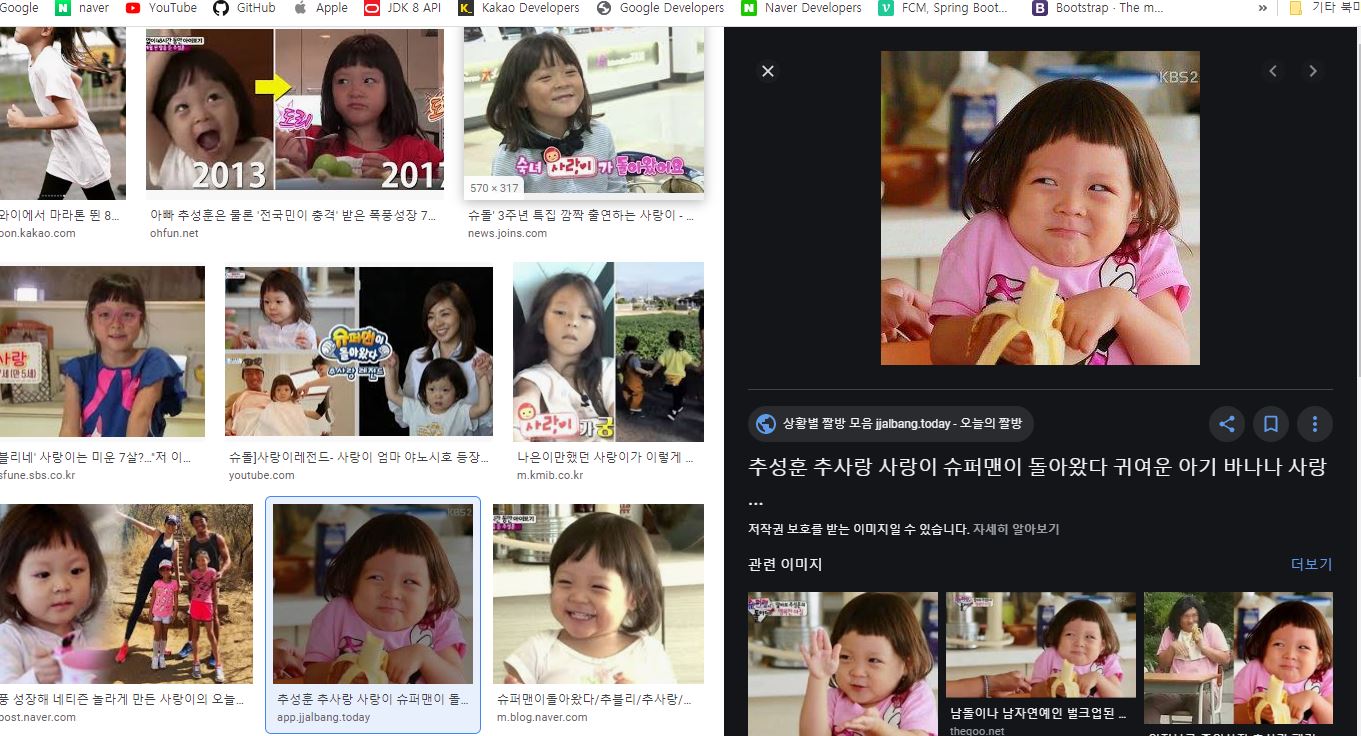 Google naver YouTube GitHub Apple JDK & API Kakao Developers Google Developers Naver Developers FCM, Spring Boot... Bootstrap · The m... » 기타 북마
2013
2017
도리
도리
숙녀 사랑이가 돌아왔어요
570 × 317
와이에서 마라톤 뛴 8...
oon.kakao.com
아빠 추성훈은 물론 '전국민이 충격' 받은 폭풍성장 7...
ohfun.net
슈돌' 3주년 특집 깜짝 출연하는 사랑이 - ...
news.joins.com
사랑
7세(만 5세)
슈퍼맨이
돌아왔다
추사랑 레전드
사랑이가 궁
블리네' 사랑이는 미운 7살?..."저 이...
sfune.sbs.co.kr
슈돌]사랑이레전드- 사랑이 엄마 야노시호 등장...
youtube.com
나은이만했던 사랑이가 이렇게 ...
m.kmib.co.kr
KBS2
풍 성장해 네티즌 놀라게 만든 사랑이의 오늘...
post.naver.com
추성훈 추사랑 사랑이 슈퍼맨이 돌...
app.jjalbang.today
슈퍼맨이돌아왔다/추블리/추사랑/...
m.blog.naver.com
KBS2
상황별 짤방 모음 jjalbang.today - 오늘의 짤방
추성훈 추사랑 사랑이 슈퍼맨이 돌아왔다 귀여운 아기 바나나 사랑
...
저작권 보호를 받는 이미지일 수 있습니다. 자세히 알아보기
관련 이미지
더보기
남돌이나 남자연예인 벌크업된 ...
theqoo.net